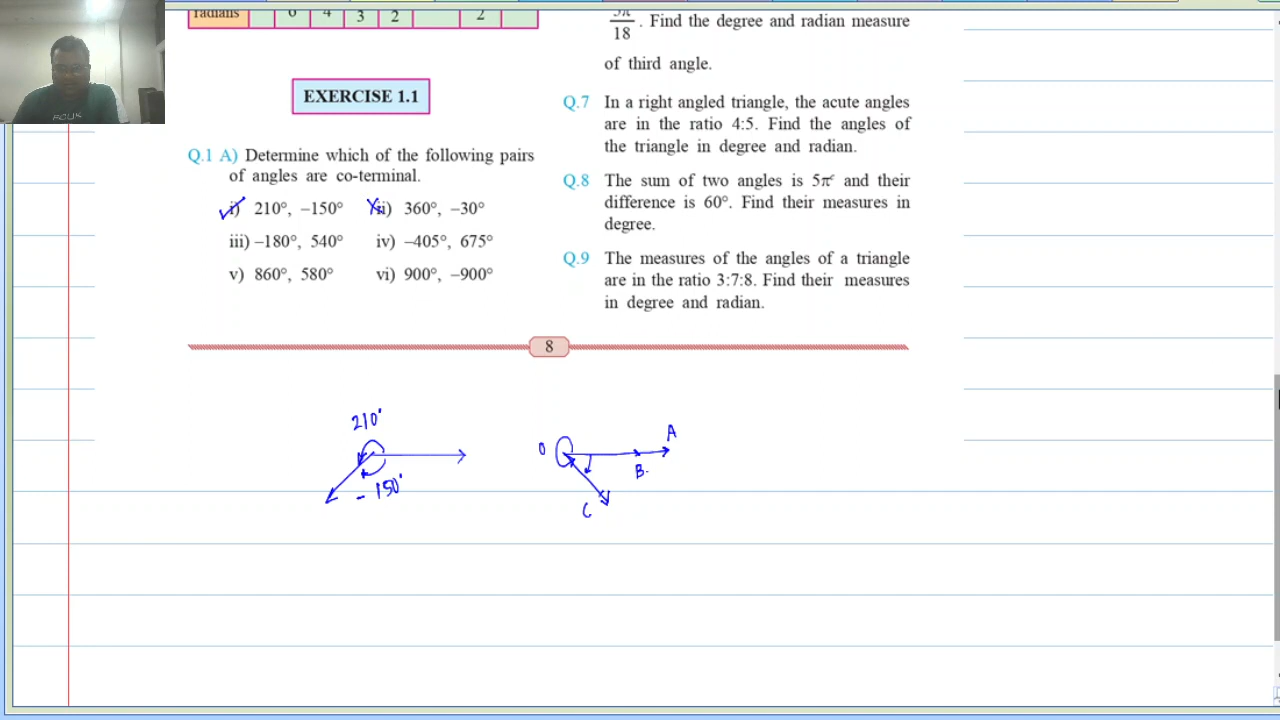 radians 6 4 3 2 2
EXERCISE 1.1
Q.1 A) Determine which of the following pairs
of angles are co-terminal.
i) 210°, −150° ii) 360°, −30°
iii) −180°, 540° iv) −405°, 675°
v) 860°, 580° vi) 900°, −900°
18 . Find the degree and radian measure
of third angle.
Q.7 In a right angled triangle, the acute angles
are in the ratio 4:5. Find the angles of
the triangle in degree and radian.
Q.8 The sum of two angles is 5πᶜ and their
difference is 60°. Find their measures in
degree.
Q.9 The measures of the angles of a triangle
are in the ratio 3:7:8. Find their measures
in degree and radian.
8
210°
- 150°
O
A
B.
C